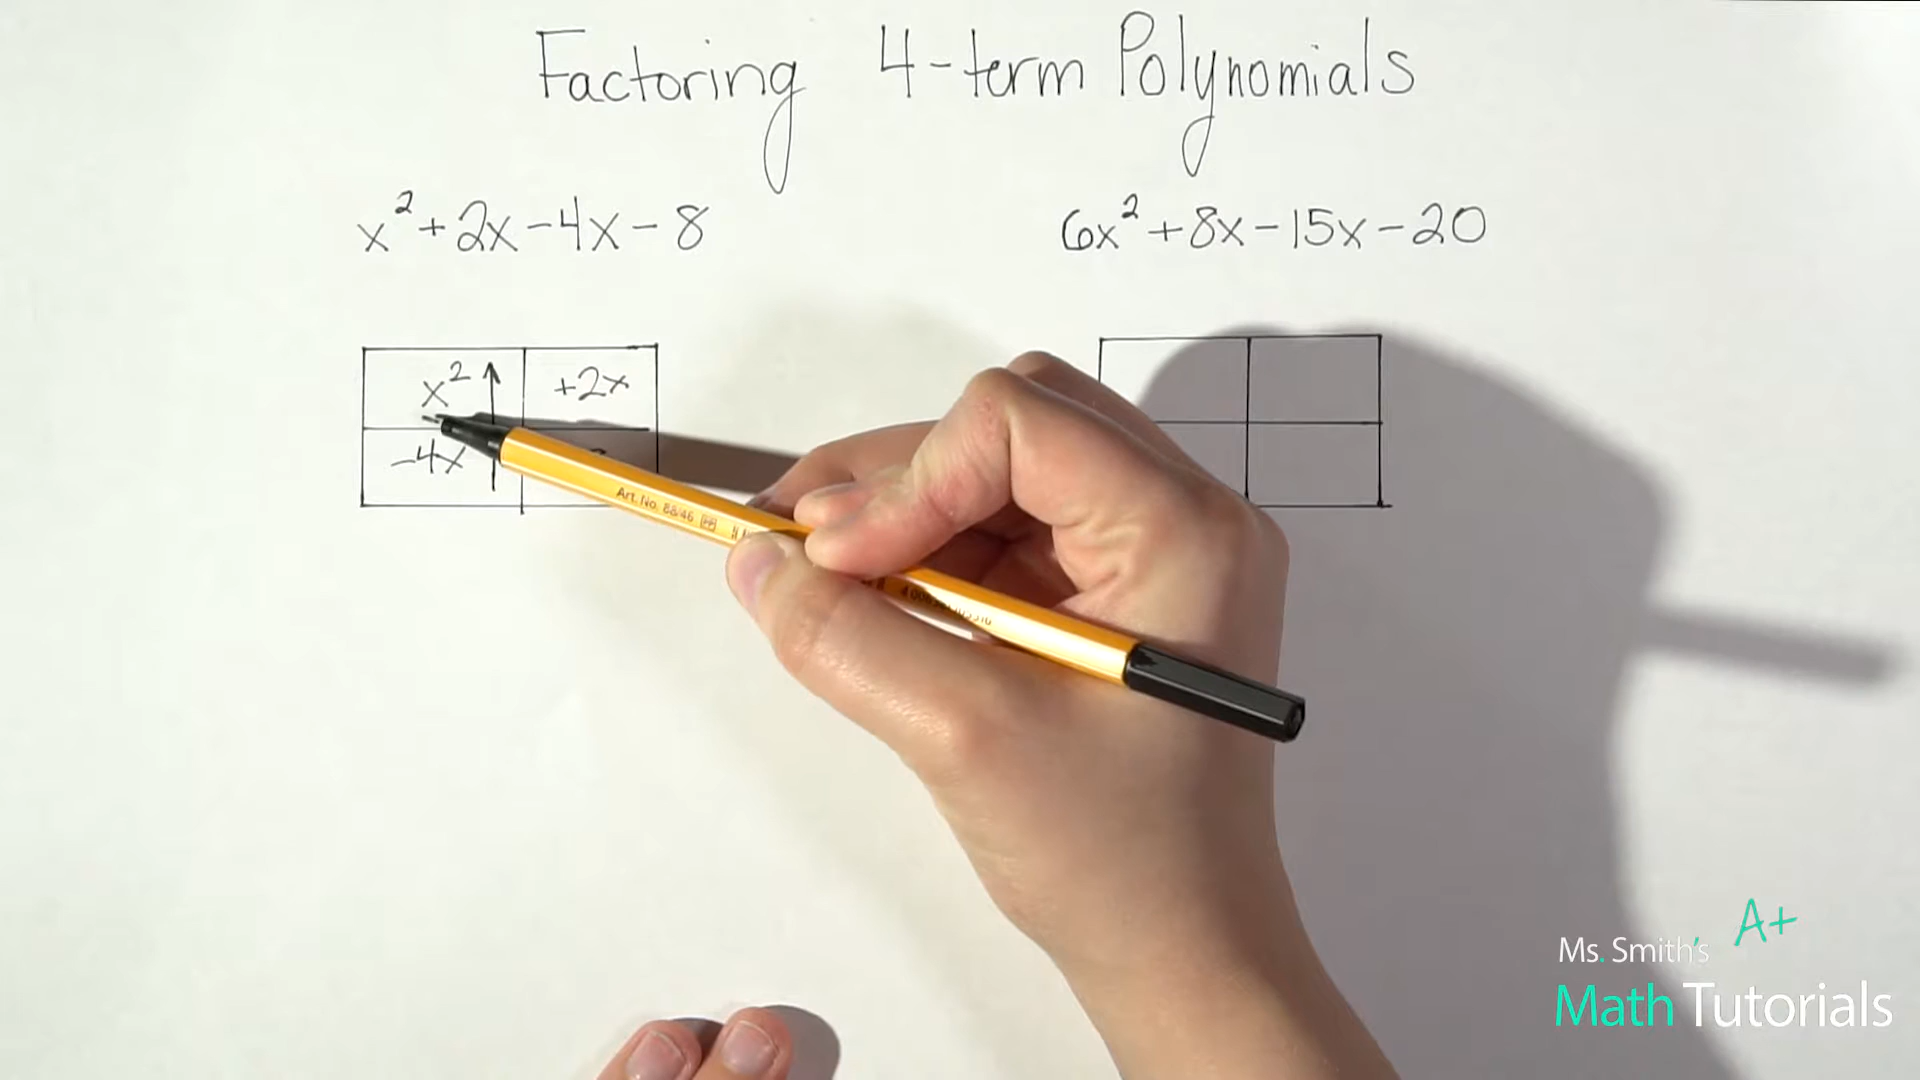 Factoring 4-term Polynomials
x²+2x-4x-8
6x²+8x-15x-20
x²
+2x
-4x
Art. No. 88/46
A+
Ms. Smith's
Math Tutorials